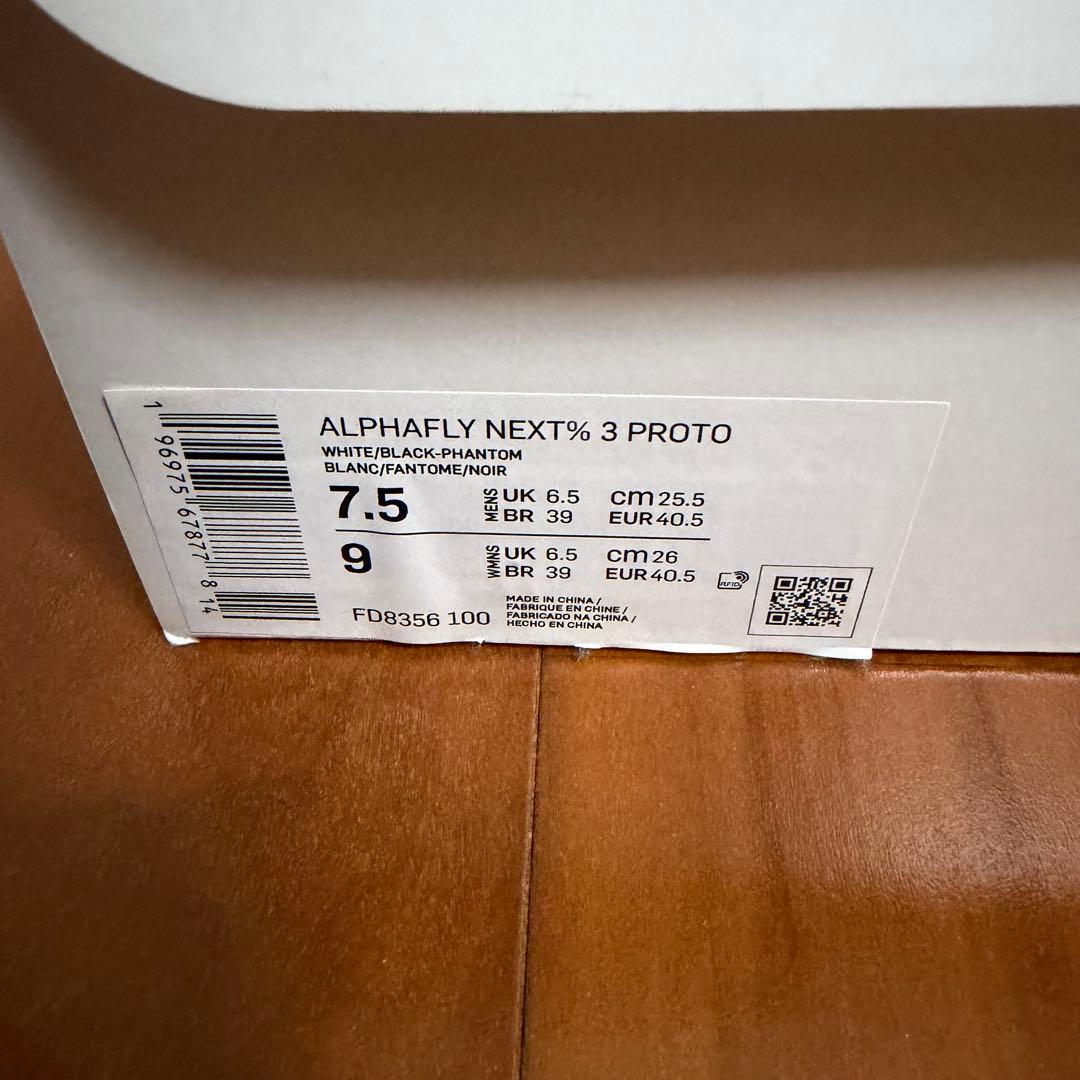 ALPHAFLY NEXT% 3 PROTO
WHITE/BLACK-PHANTOM
BLANC/FANTOME/NOIR
7.5 MENS UK 6.5 cm 25.5
BR 39 EUR 40.5
9 WMNS UK 6.5 cm 26
BR 39 EUR 40.5
RFID
FD8356 100
MADE IN CHINA /
FABRIQUE EN CHINE /
FABRICADO NA CHINA /
HECHO EN CHINA
1 96975 67877 8 14